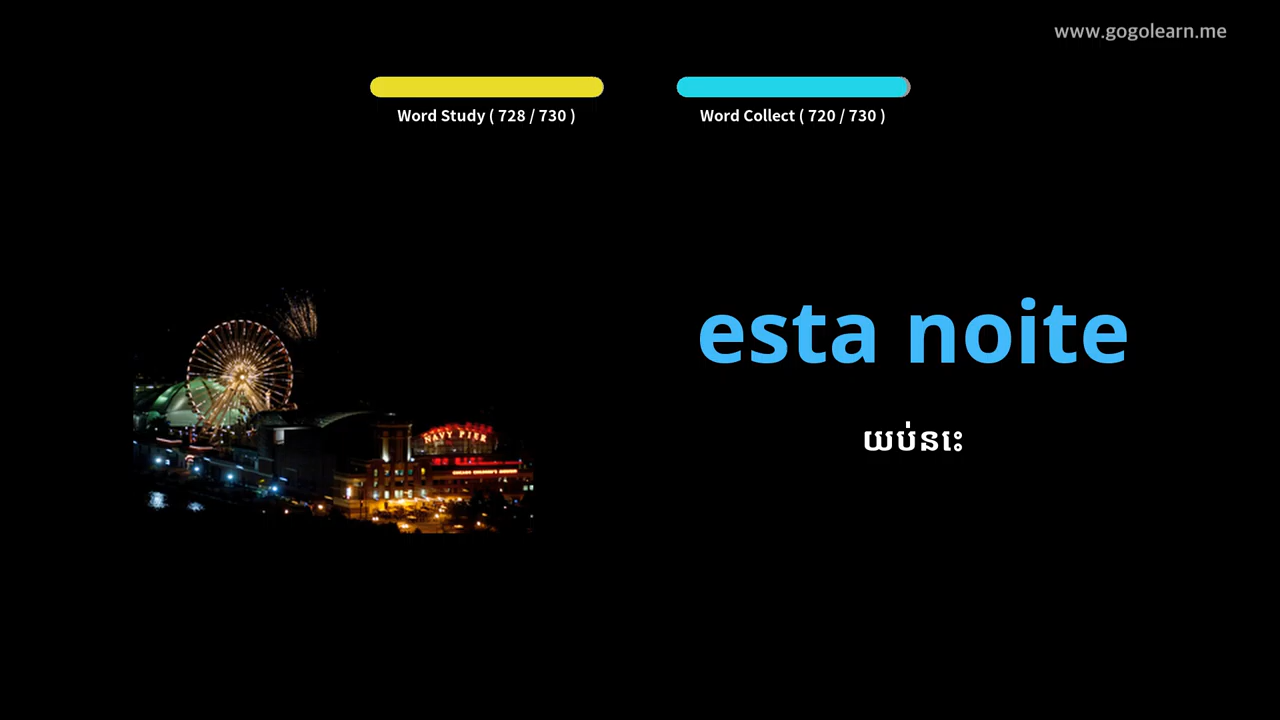 www.gogolearn.me
Word Study ( 728 / 730 )
Word Collect ( 720 / 730 )
esta noite
យប់នេះ
NAVY PIER